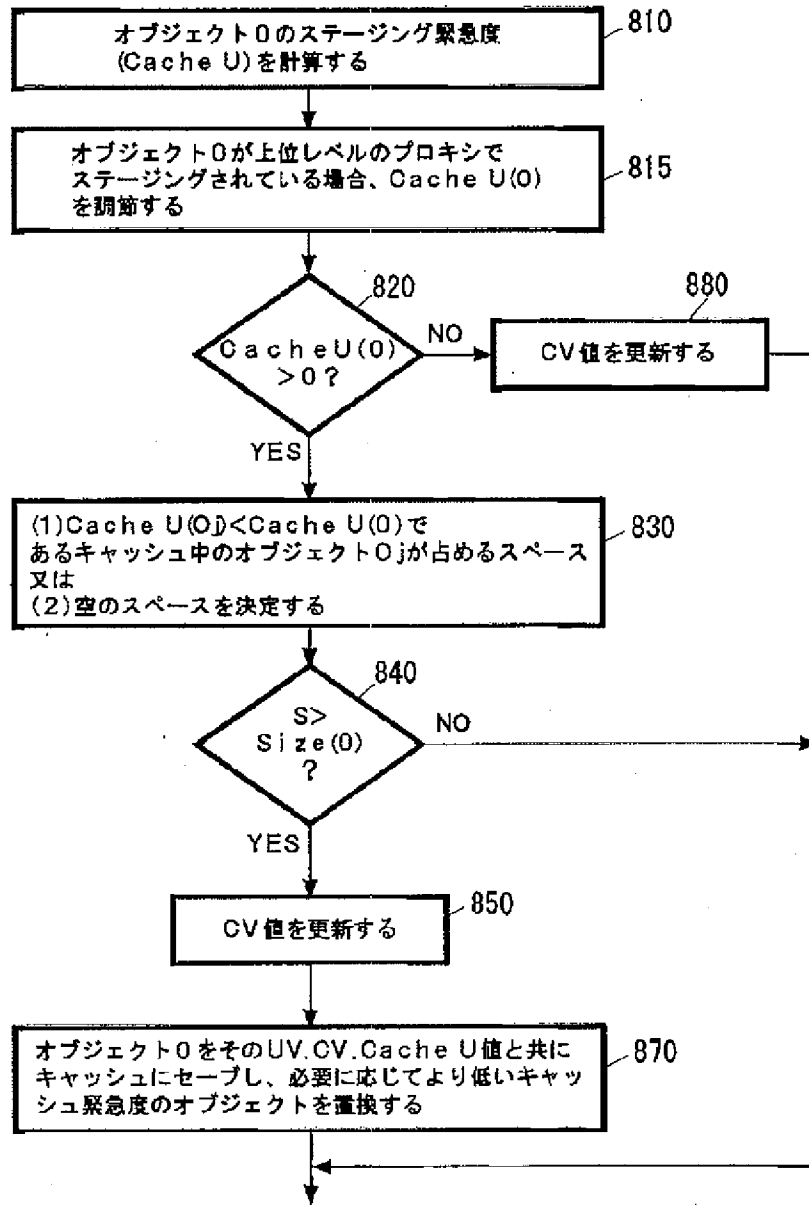 オブジェクトOのステージング緊急度
(Cache U)を計算する
810
オブジェクトOが上位レベルのプロキシで
ステージングされている場合、Cache U(O)
を調節する
815
820
CacheU(O)
>0?
NO
880
CV値を更新する
YES
(1)Cache U(Oj)<Cache U(O)で
あるキャッシュ中のオブジェクトOjが占めるスペース
又は
(2)空のスペースを決定する
830
840
S>
Size(O)
?
NO
YES
850
CV値を更新する
オブジェクトOをそのUV.CV.Cache U値と共に
キャッシュにセーブし、必要に応じてより低いキャッ
シュ緊急度のオブジェクトを置換する
870